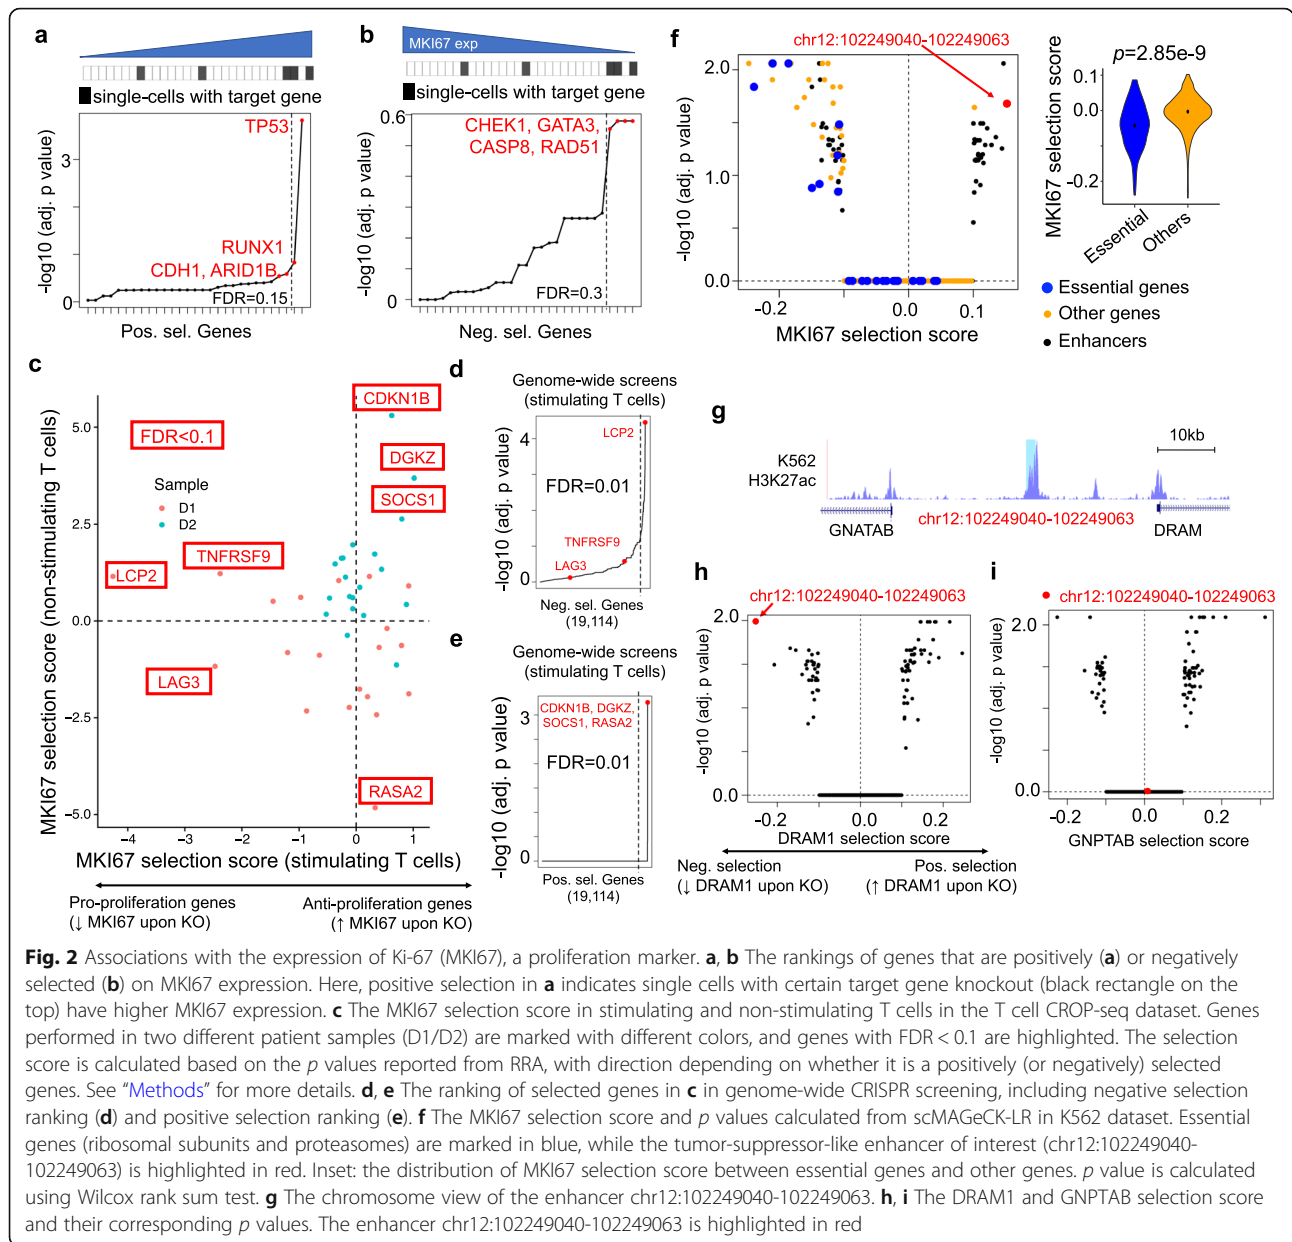 a
■single-cells with target gene
-log10 (adj. p value)
3
0
TP53
RUNX1
CDH1, ARID1B
FDR=0.15
Pos. sel. Genes
b
MKI67 exp
■single-cells with target gene
-log10 (adj. p value)
0.6
0
CHEK1, GATA3,
CASP8, RAD51
FDR=0.3
Neg. sel. Genes
f
chr12:102249040-102249063
-log10 (adj. p value)
2.0
1.0
0.0
-0.2
0.0
0.1
MKI67 selection score
p=2.85e-9
MKI67 selection score
0.1
0.0
-0.2
Essential
Others
Essential genes
Other genes
Enhancers
c
MKI67 selection score (non-stimulating T cells)
5.0
2.5
0.0
−2.5
−5.0
CDKN1B
FDR<0.1
DGKZ
Sample
D1
D2
SOCS1
TNFRSF9
LCP2
LAG3
RASA2
−4
−3
−2
−1
0
1
MKI67 selection score (stimulating T cells)
Pro-proliferation genes
(↓ MKI67 upon KO)
Anti-proliferation genes
(↑ MKI67 upon KO)
d
Genome-wide screens
(stimulating T cells)
-log10 (adj. p value)
4
0
LCP2
FDR=0.01
TNFRSF9
LAG3
Neg. sel. Genes
(19,114)
e
Genome-wide screens
(stimulating T cells)
-log10 (adj. p value)
3
0
CDKN1B, DGKZ,
SOCS1, RASA2
FDR=0.01
Pos. sel. Genes
(19,114)
g
10kb
K562
H3K27ac
chr12:102249040-102249063
GNATAB
DRAM
h
chr12:102249040-102249063
-log10 (adj. p value)
2.0
1.0
0.0
-0.2
0.0
0.2
DRAM1 selection score
Neg. selection
(↓ DRAM1 upon KO)
Pos. selection
(↑ DRAM1 upon KO)
i
chr12:102249040-102249063
-log10 (adj. p value)
2.0
1.0
0.0
-0.2
0.0
0.2
GNPTAB selection score
Fig. 2 Associations with the expression of Ki-67 (MKI67), a proliferation marker. a, b The rankings of genes that are positively (a) or negatively
selected (b) on MKI67 expression. Here, positive selection in a indicates single cells with certain target gene knockout (black rectangle on the
top) have higher MKI67 expression. c The MKI67 selection score in stimulating and non-stimulating T cells in the T cell CROP-seq dataset. Genes
performed in two different patient samples (D1/D2) are marked with different colors, and genes with FDR < 0.1 are highlighted. The selection
score is calculated based on the p values reported from RRA, with direction depending on whether it is a positively (or negatively) selected
genes. See “Methods” for more details. d, e The ranking of selected genes in c in genome-wide CRISPR screening, including negative selection
ranking (d) and positive selection ranking (e). f The MKI67 selection score and p values calculated from scMAGeCK-LR in K562 dataset. Essential
genes (ribosomal subunits and proteasomes) are marked in blue, while the tumor-suppressor-like enhancer of interest (chr12:102249040-
102249063) is highlighted in red. Inset: the distribution of MKI67 selection score between essential genes and other genes. p value is calculated
using Wilcox rank sum test. g The chromosome view of the enhancer chr12:102249040-102249063. h, i The DRAM1 and GNPTAB selection score
and their corresponding p values. The enhancer chr12:102249040-102249063 is highlighted in red